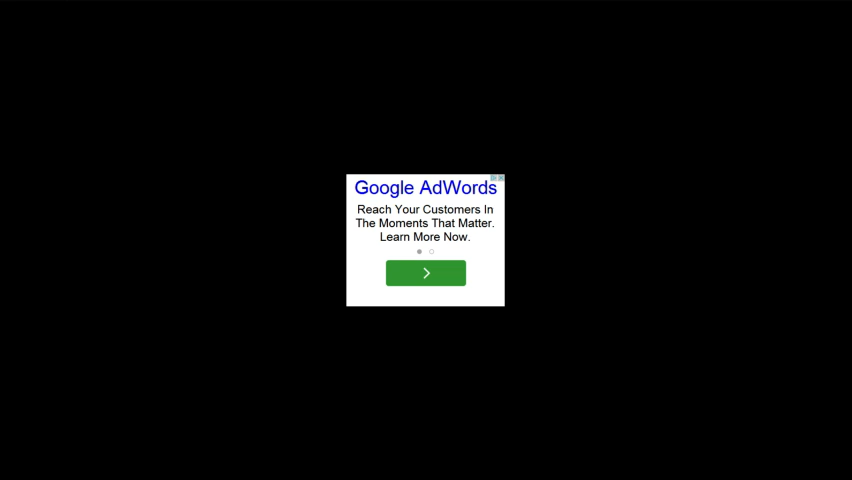 Google AdWords
Reach Your Customers In
The Moments That Matter.
Learn More Now.